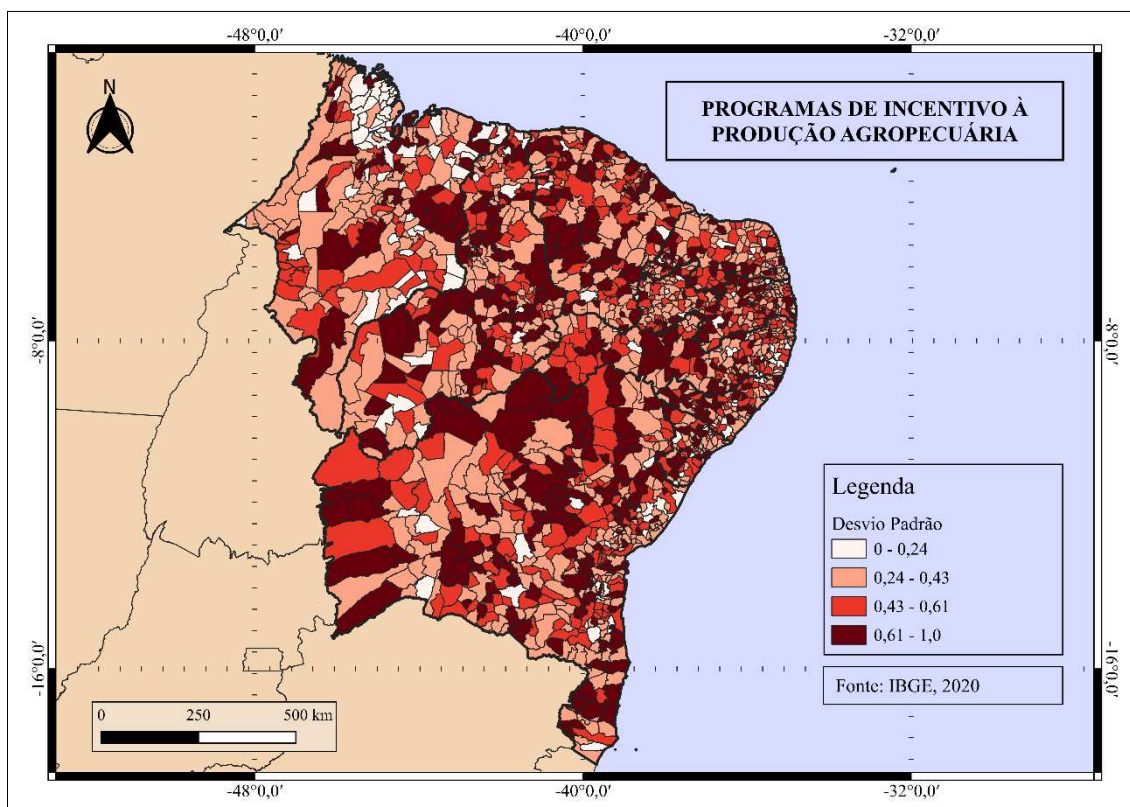 -48°0,0′
-40°0,0′
-32°0,0′
N
PROGRAMAS DE INCENTIVO À
PRODUÇÃO AGROPECUÁRIA
-8°0,0′
-8°0,0′
Legenda
Desvio Padrão
0 - 0,24
0,24 - 0,43
0,43 - 0,61
0,61 - 1,0
Fonte: IBGE, 2020
-16°0,0′
-16°0,0′
0 250 500 km
-48°0,0′
-40°0,0′
-32°0,0′